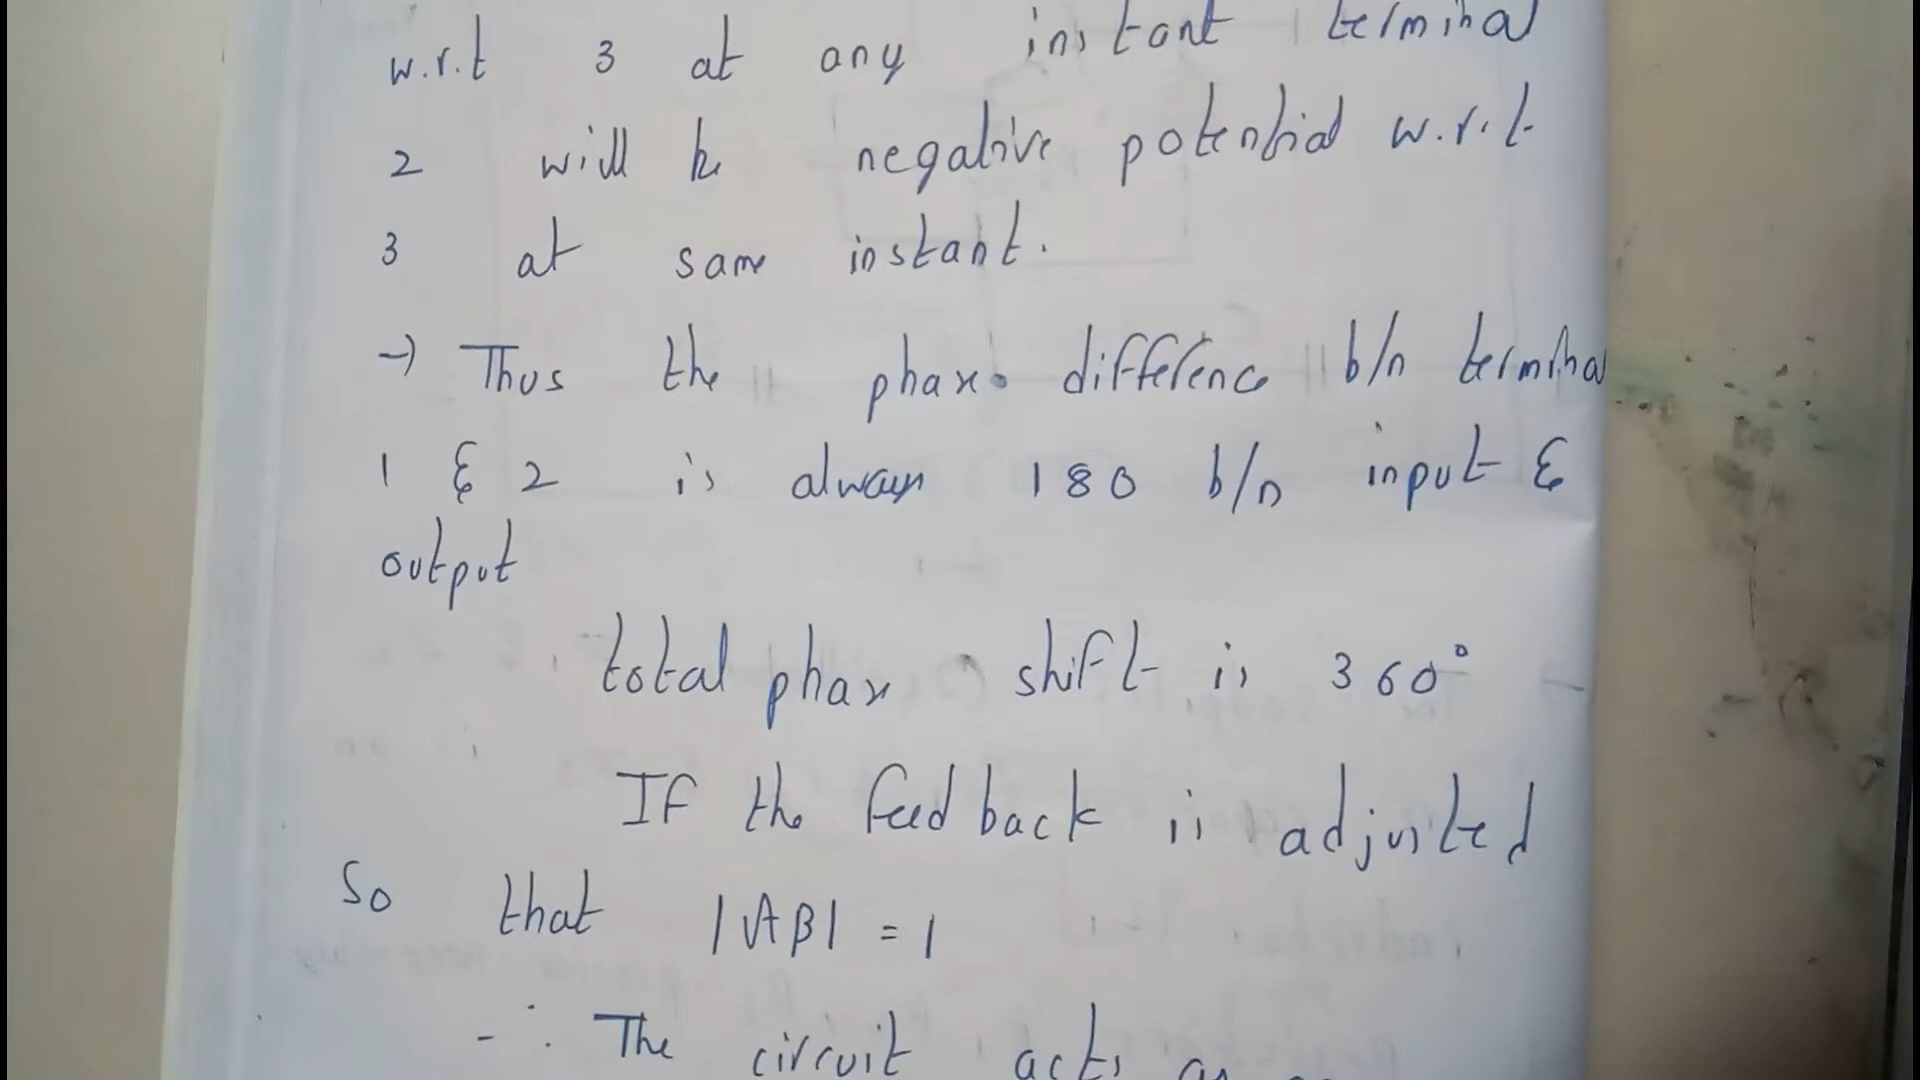 w.r.t 3 at any instant terminal
2 will be negative potential w.r.t
3 at same instant.
→ Thus the phase difference b/n terminal
1 & 2 is always 180 b/n input &
output
total phase shift is 360°
If the feedback is adjusted
so that |Aβ| = 1
∴ The circuit acts as